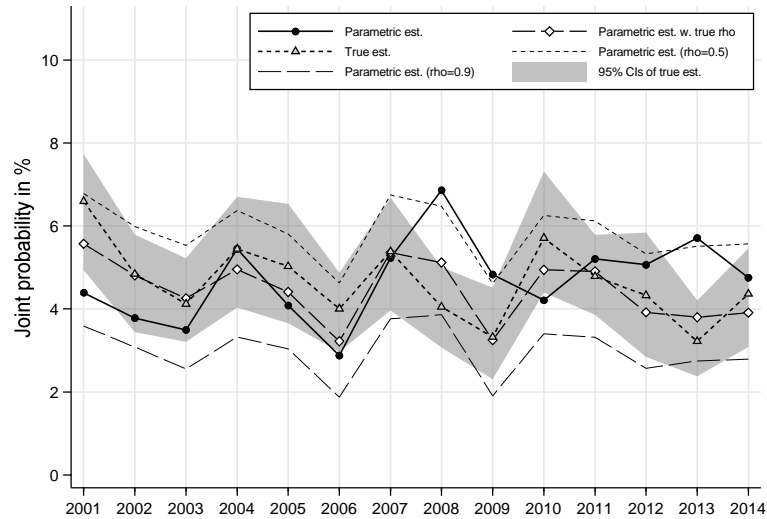 Parametric est.
Parametric est. w. true rho
True est.
Parametric est. (rho=0.5)
Parametric est. (rho=0.9)
95% CIs of true est.
Joint probability in %
10
8
6
4
2
0
2001 2002 2003 2004 2005 2006 2007 2008 2009 2010 2011 2012 2013 2014